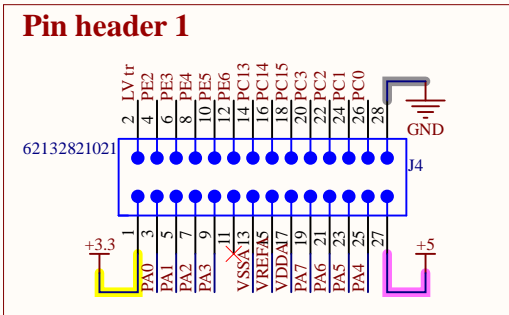 Pin header 1
LV tr
PE2
PE3
PE4
PE5
PE6
PC13
PC14
PC15
PC3
PC2
PC1
PC0
2
4
6
8
10
12
14
16
18
20
22
24
26
28
GND
62132821021
J4
1
3
5
7
9
11
13
15
17
19
21
23
25
27
+3.3
PA0
PA1
PA2
PA3
VSSA
VDDA
PA7
PA6
PA5
PA4
+5